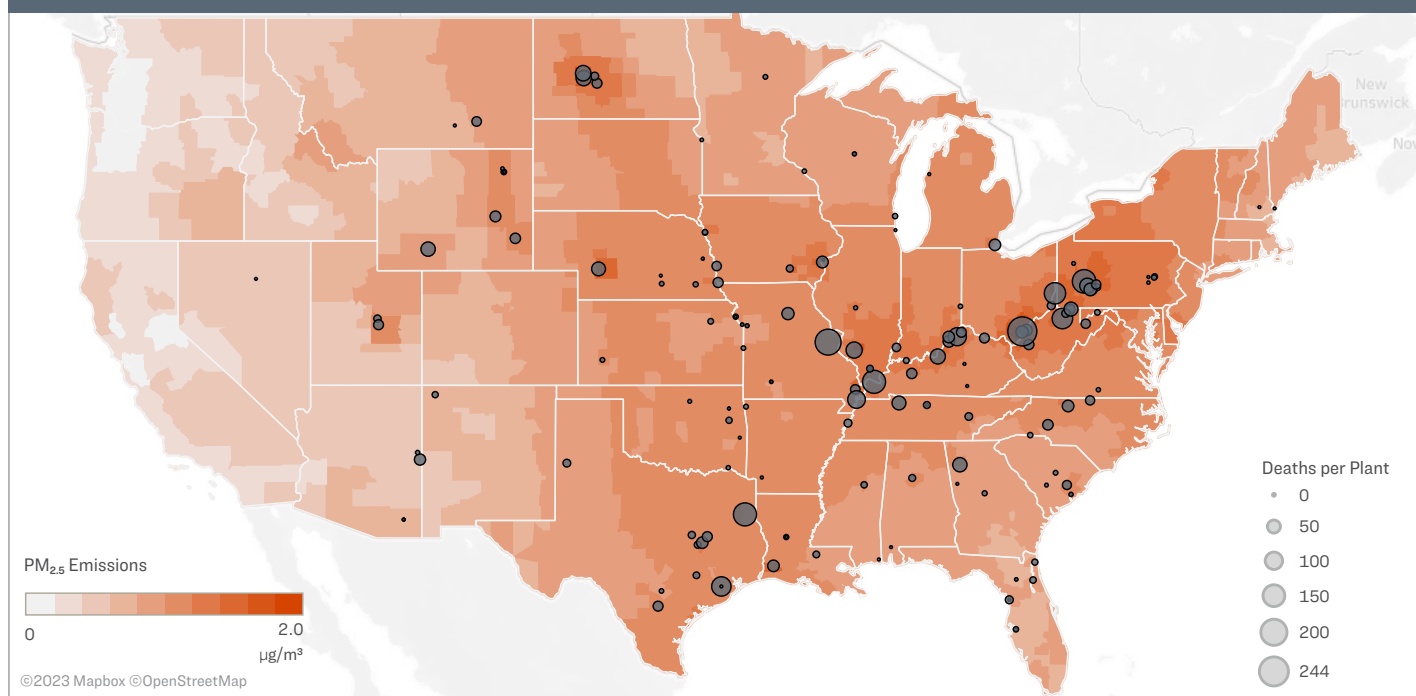 New
Brunswick
Deaths per Plant
0
50
100
150
200
244
PM₂.₅ Emissions
0
2.0
µg/m³
©2023 Mapbox ©OpenStreetMap